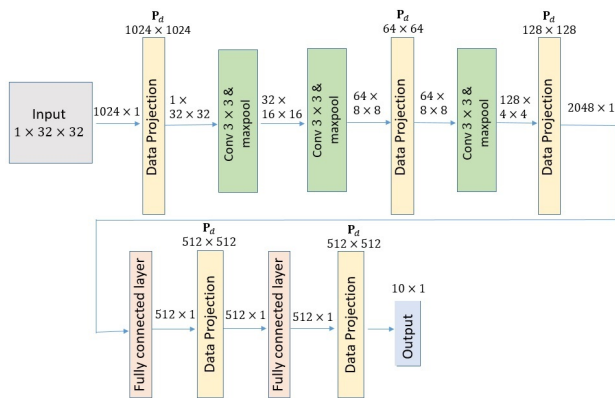 P_d
1024 × 1024
P_d
64 × 64
P_d
128 × 128
Input
1 × 32 × 32
1024 × 1
Data Projection
1 ×
32 × 32
Conv 3 × 3 &
maxpool
32 ×
16 × 16
Conv 3 × 3 &
maxpool
64 ×
8 × 8
Data Projection
64 ×
8 × 8
Conv 3 × 3 &
maxpool
128 ×
4 × 4
Data Projection
2048 × 1
P_d
512 × 512
P_d
512 × 512
Fully connected layer
512 × 1
Data Projection
512 × 1
Fully connected layer
512 × 1
Data Projection
10 × 1
Output